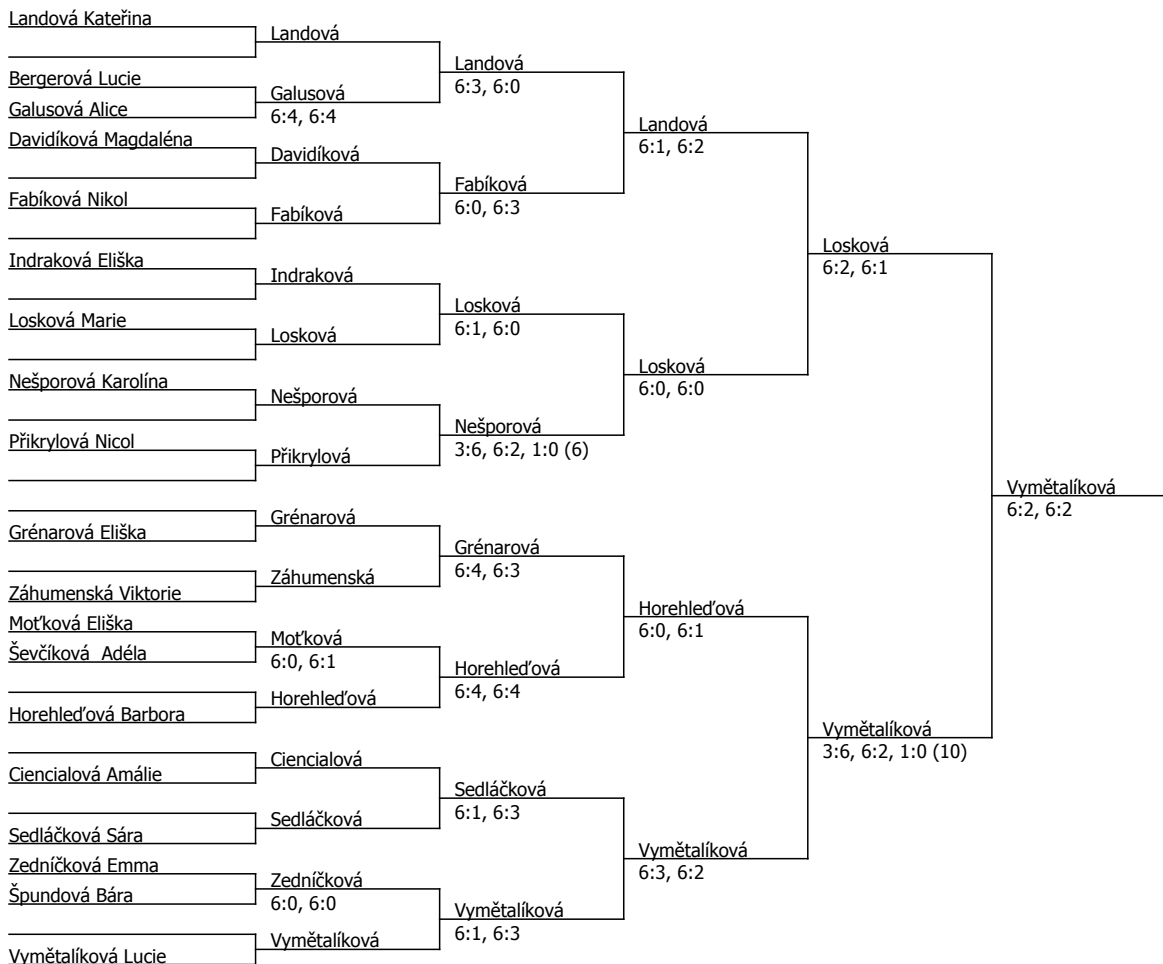 Landová Kateřina
Bergerová Lucie
Galusová Alice
Davidíková Magdaléna
Fabíková Nikol
Indraková Eliška
Losková Marie
Nešporová Karolína
Přikrylová Nicol
Grénarová Eliška
Záhumenská Viktorie
Moťková Eliška
Ševčíková  Adéla
Horehleďová Barbora
Ciencialová Amálie
Sedláčková Sára
Zedníčková Emma
Špundová Bára
Vymětalíková Lucie
Landová
Galusová
6:4, 6:4
Davidíková
Fabíková
Indraková
Losková
Nešporová
Přikrylová
Grénarová
Záhumenská
Moťková
6:0, 6:1
Horehleďová
Ciencialová
Sedláčková
Zedníčková
6:0, 6:0
Vymětalíková
Landová
6:3, 6:0
Fabíková
6:0, 6:3
Losková
6:1, 6:0
Nešporová
3:6, 6:2, 1:0 (6)
Grénarová
6:4, 6:3
Horehleďová
6:4, 6:4
Sedláčková
6:1, 6:3
Vymětalíková
6:1, 6:3
Landová
6:1, 6:2
Losková
6:0, 6:0
Horehleďová
6:0, 6:1
Vymětalíková
6:3, 6:2
Losková
6:2, 6:1
Vymětalíková
3:6, 6:2, 1:0 (10)
Vymětalíková
6:2, 6:2